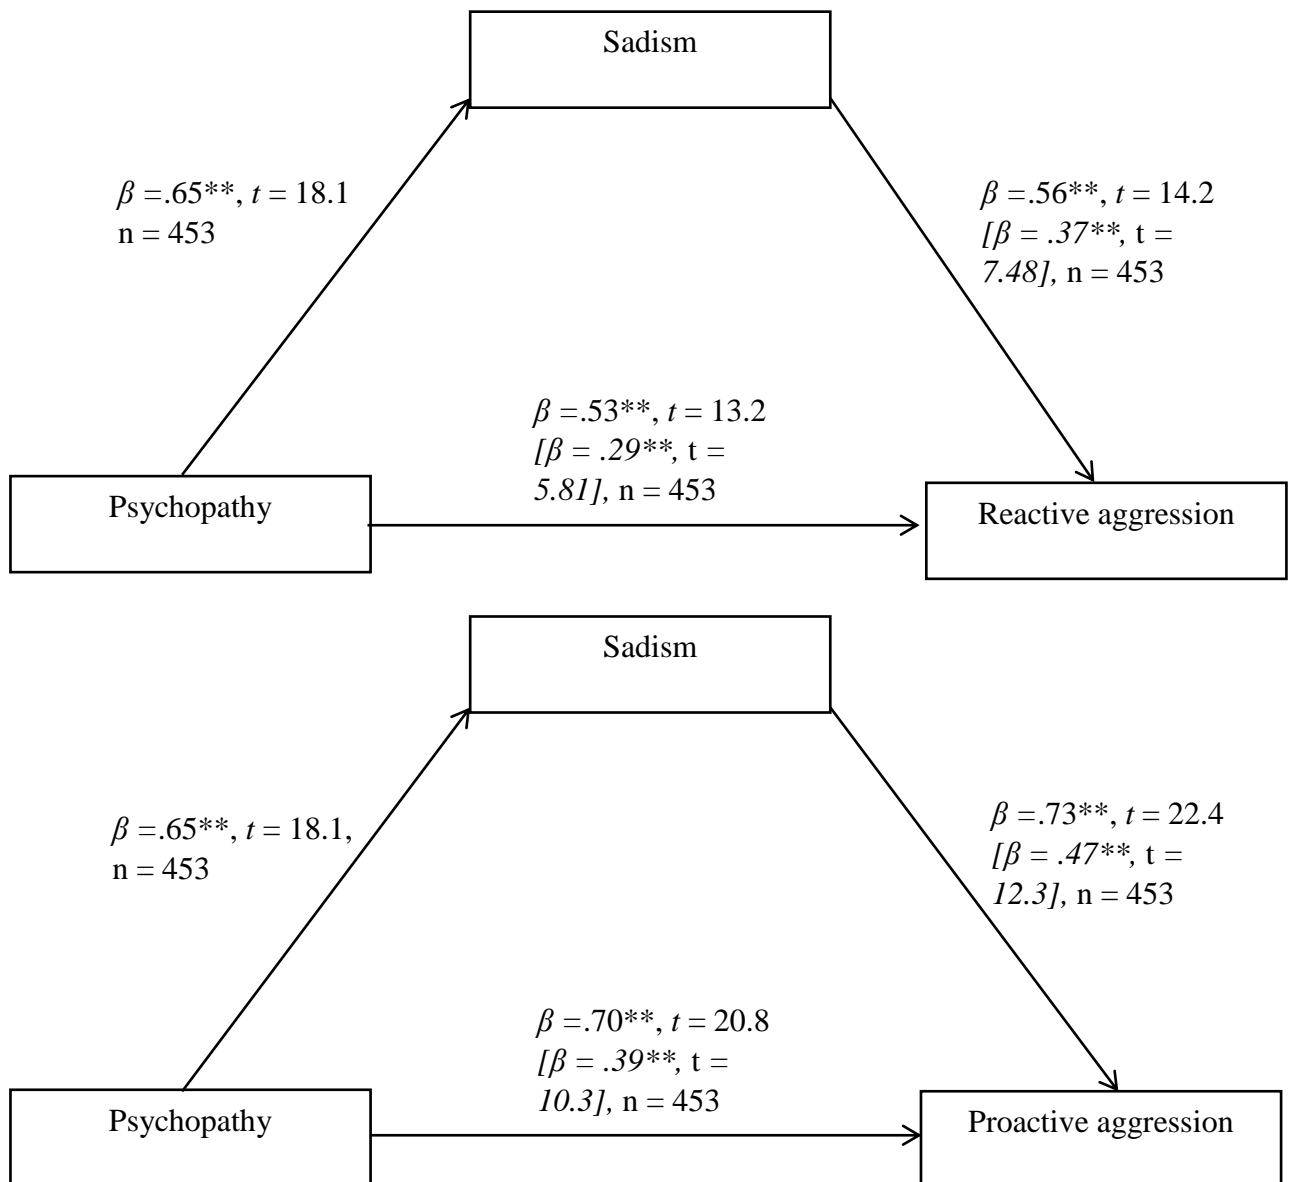 Sadism
β =.65**, t = 18.1
n = 453
β =.56**, t = 14.2
[β = .37**, t =
7.48], n = 453
β =.53**, t = 13.2
[β = .29**, t =
5.81], n = 453
Psychopathy
Reactive aggression
Sadism
β =.65**, t = 18.1,
n = 453
β =.73**, t = 22.4
[β = .47**, t =
12.3], n = 453
β =.70**, t = 20.8
[β = .39**, t =
10.3], n = 453
Psychopathy
Proactive aggression